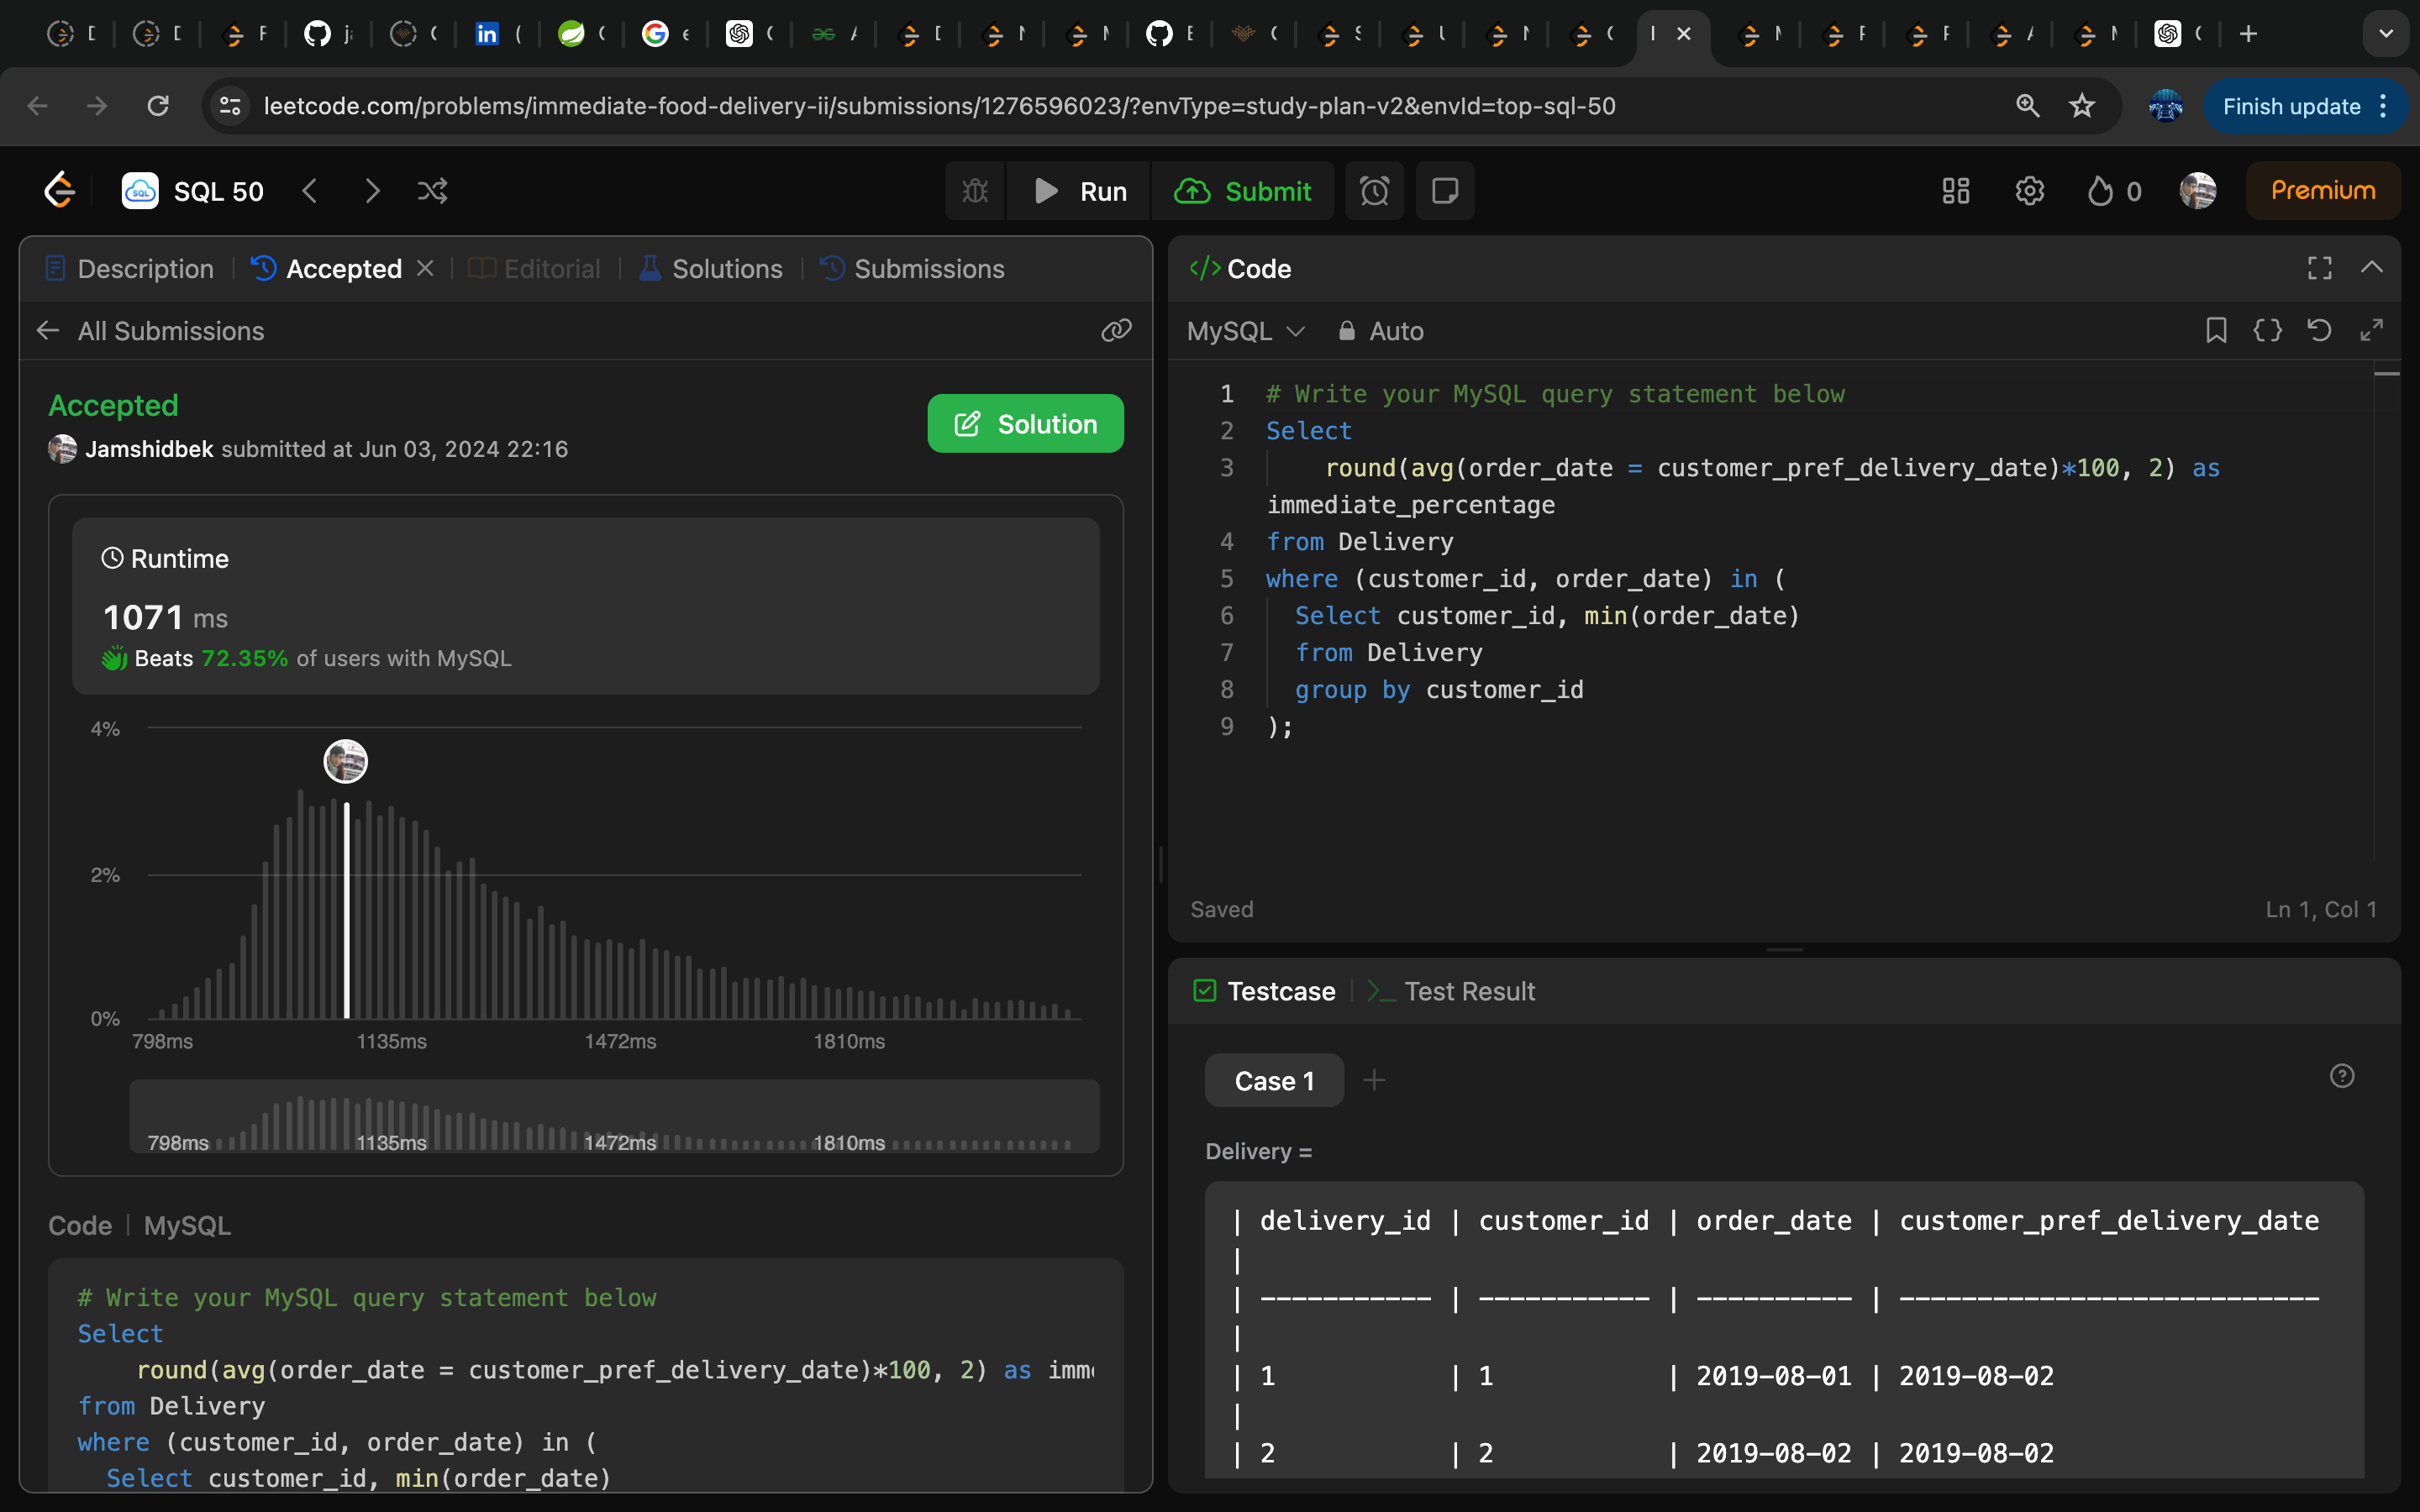 leetcode.com/problems/immediate-food-delivery-ii/submissions/1276596023/?envType=study-plan-v2&envId=top-sql-50
Finish update
SQL 50
Run
Submit
0
Premium
Description
Accepted
Editorial
Solutions
Submissions
All Submissions
Accepted
Jamshidbek submitted at Jun 03, 2024 22:16
Solution
Runtime
1071 ms
Beats 72.35% of users with MySQL
4%
2%
0%
798ms 1135ms 1472ms 1810ms
798ms 1135ms 1472ms 1810ms
Code | MySQL
# Write your MySQL query statement below
Select
round(avg(order_date = customer_pref_delivery_date)*100, 2) as
from Delivery
where (customer_id, order_date) in (
Select customer_id, min(order_date)
</> Code
MySQL
Auto
1 # Write your MySQL query statement below
2 Select
3 round(avg(order_date = customer_pref_delivery_date)*100, 2) as
immediate_percentage
4 from Delivery
5 where (customer_id, order_date) in (
6 Select customer_id, min(order_date)
7 from Delivery
8 group by customer_id
9 );
Saved
Ln 1, Col 1
Testcase
Test Result
Case 1
Delivery =
| delivery_id | customer_id | order_date | customer_pref_delivery_date
|
| ----------- | ----------- | ---------- | ---------------------------
|
| 1 | 1 | 2019-08-01 | 2019-08-02
|
| 2 | 2 | 2019-08-02 | 2019-08-02